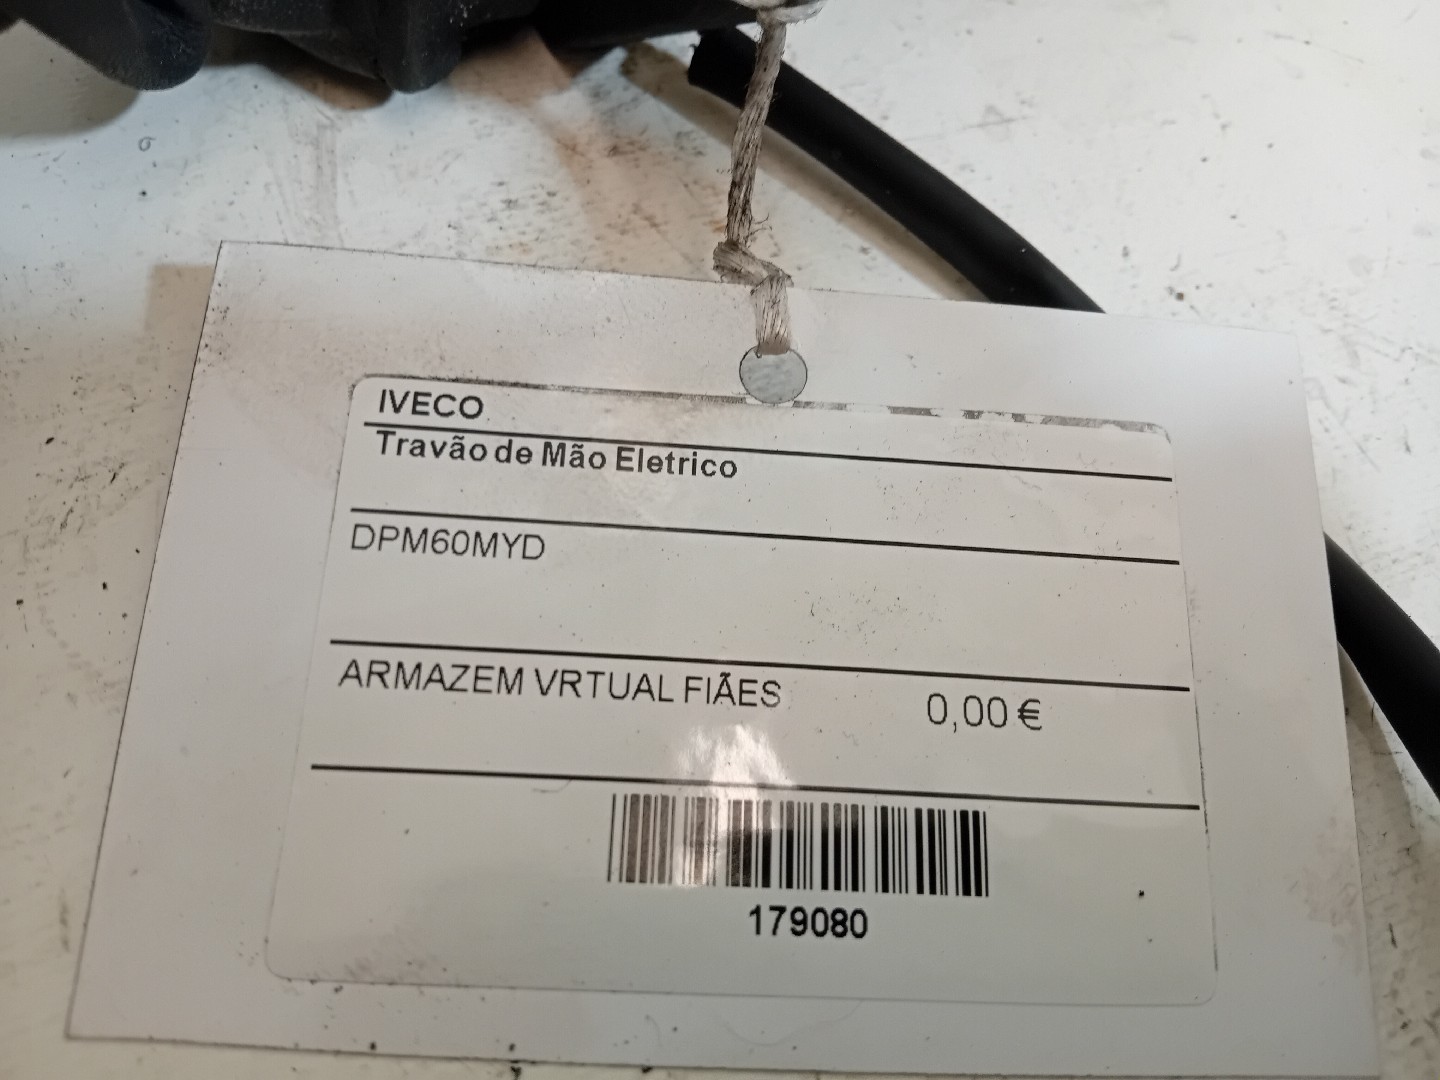 IVECO
Travão de Mão Eletrico
DPM60MYD
ARMAZEM VRTUAL FIÃES 0,00 €
179080